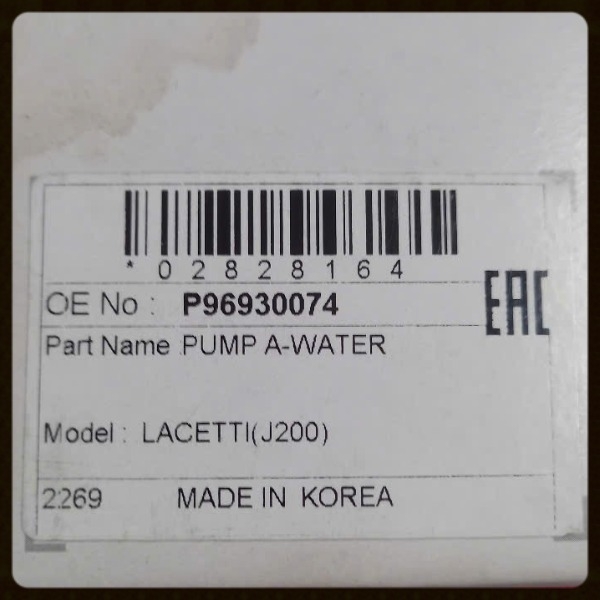 *02828164
OE No : P96930074
EAC
Part Name :PUMP A-WATER
Model : LACETTI(J200)
2269 MADE IN KOREA